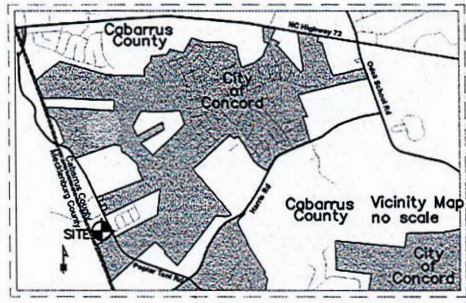 Cabarrus
County
NC Highway 73
City
of
Concord
Odell School Rd
Cabarrus County
Mecklenburg County
SITE
Harris Rd
Cabarrus
County
Vicinity Map
no scale
Poplar Tent Rd
City
of
Concord